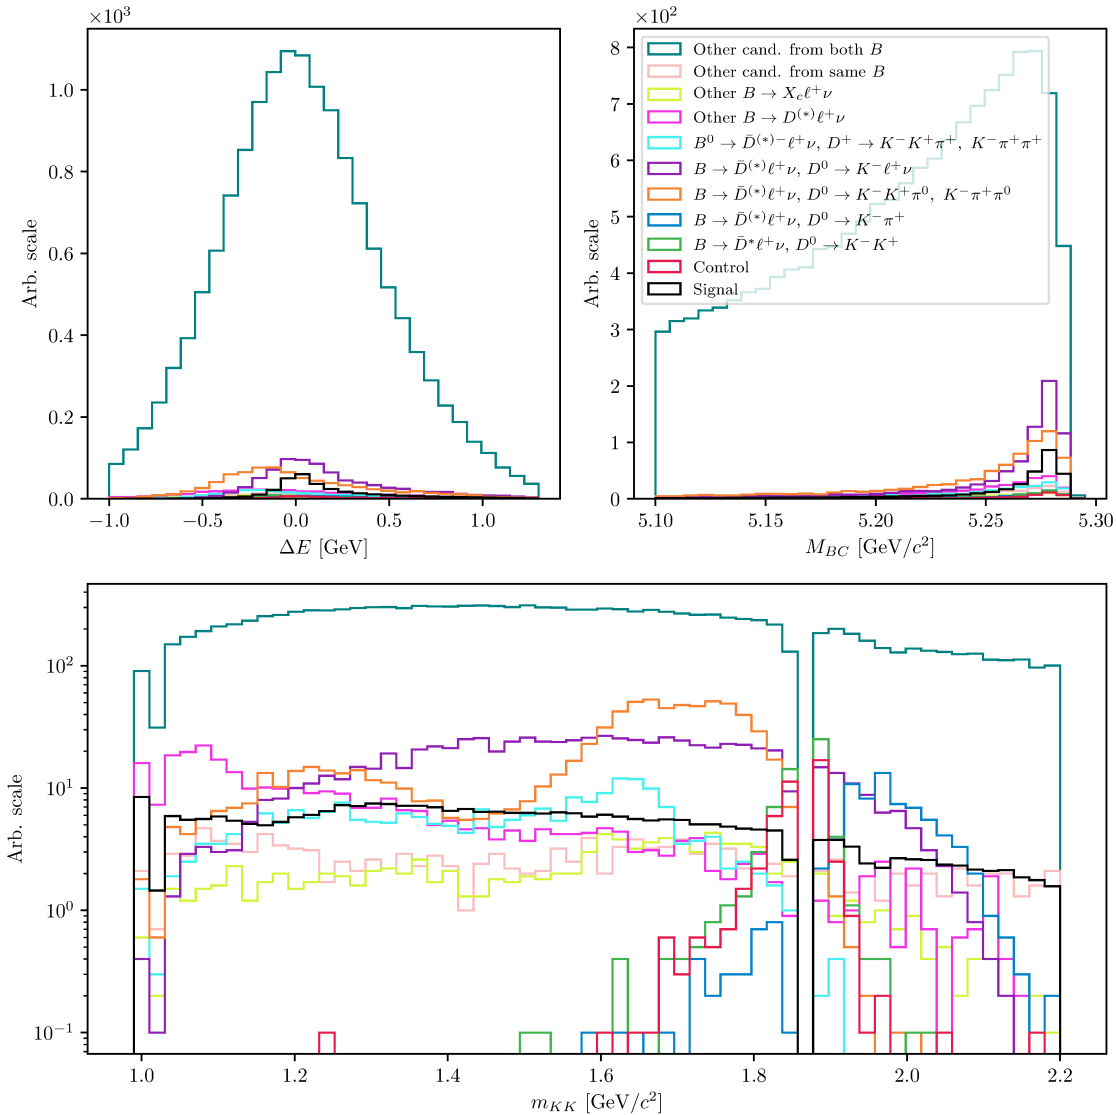 ×10³
1.0
0.8
0.6
0.4
0.2
0.0
Arb. scale
−1.0 −0.5 0.0 0.5 1.0
ΔE [GeV]
×10²
8
7
6
4
3
2
1
0
Arb. scale
Other cand. from both B
Other cand. from same B
Other B → X_cℓ⁺ν
Other B → D⁽*⁾ℓ⁺ν
B⁰ → D̄⁽*⁾⁻ℓ⁺ν, D⁺ → K⁻K⁺π⁺, K⁻π⁺π⁺
B → D̄⁽*⁾ℓ⁺ν, D⁰ → K⁻ℓ⁺ν
B → D̄⁽*⁾ℓ⁺ν, D⁰ → K⁻K⁺π⁰, K⁻π⁺π⁰
B → D̄⁽*⁾ℓ⁺ν, D⁰ → K⁻π⁺
B → D̄*ℓ⁺ν, D⁰ → K⁻K⁺
Control
Signal
5.10 5.15 5.20 5.25 5.30
M_BC [GeV/c²]
10²
10¹
10⁰
10⁻¹
Arb. scale
1.0 1.2 1.4 1.6 1.8 2.0 2.2
m_KK [GeV/c²]